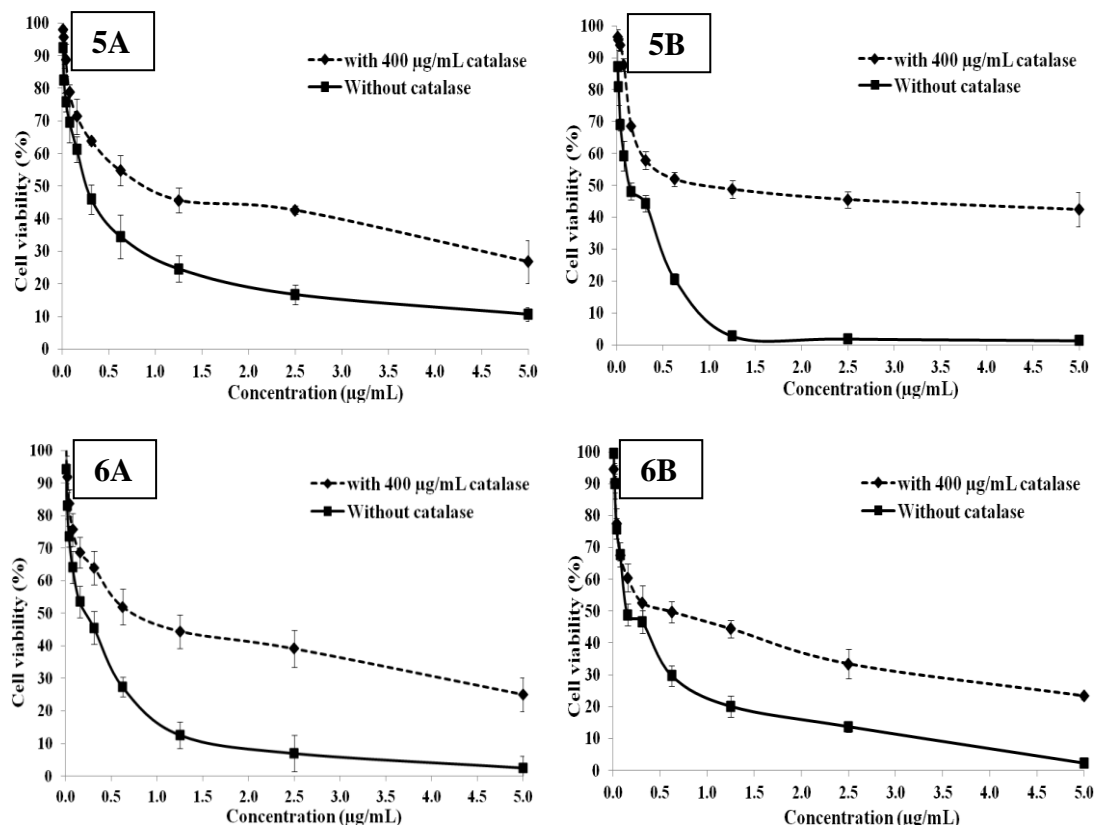 5A
with 400 µg/mL catalase
Without catalase
Cell viability (%)
100
90
80
70
60
50
40
30
20
10
0
0.0 0.5 1.0 1.5 2.0 2.5 3.0 3.5 4.0 4.5 5.0
Concentration (µg/mL)
5B
with 400 µg/mL catalase
Without catalase
Cell viability (%)
100
90
80
70
60
50
40
30
20
10
0
0.0 0.5 1.0 1.5 2.0 2.5 3.0 3.5 4.0 4.5 5.0
Concentration (µg/mL)
6A
with 400 µg/mL catalase
Without catalase
Cell viability (%)
100
90
80
70
60
50
40
30
20
10
0
0.0 0.5 1.0 1.5 2.0 2.5 3.0 3.5 4.0 4.5 5.0
Concentration (µg/mL)
6B
with 400 µg/mL catalase
Without catalase
Cell viability (%)
100
90
80
70
60
50
40
30
20
10
0
0.0 0.5 1.0 1.5 2.0 2.5 3.0 3.5 4.0 4.5 5.0
Concentration (µg/mL)